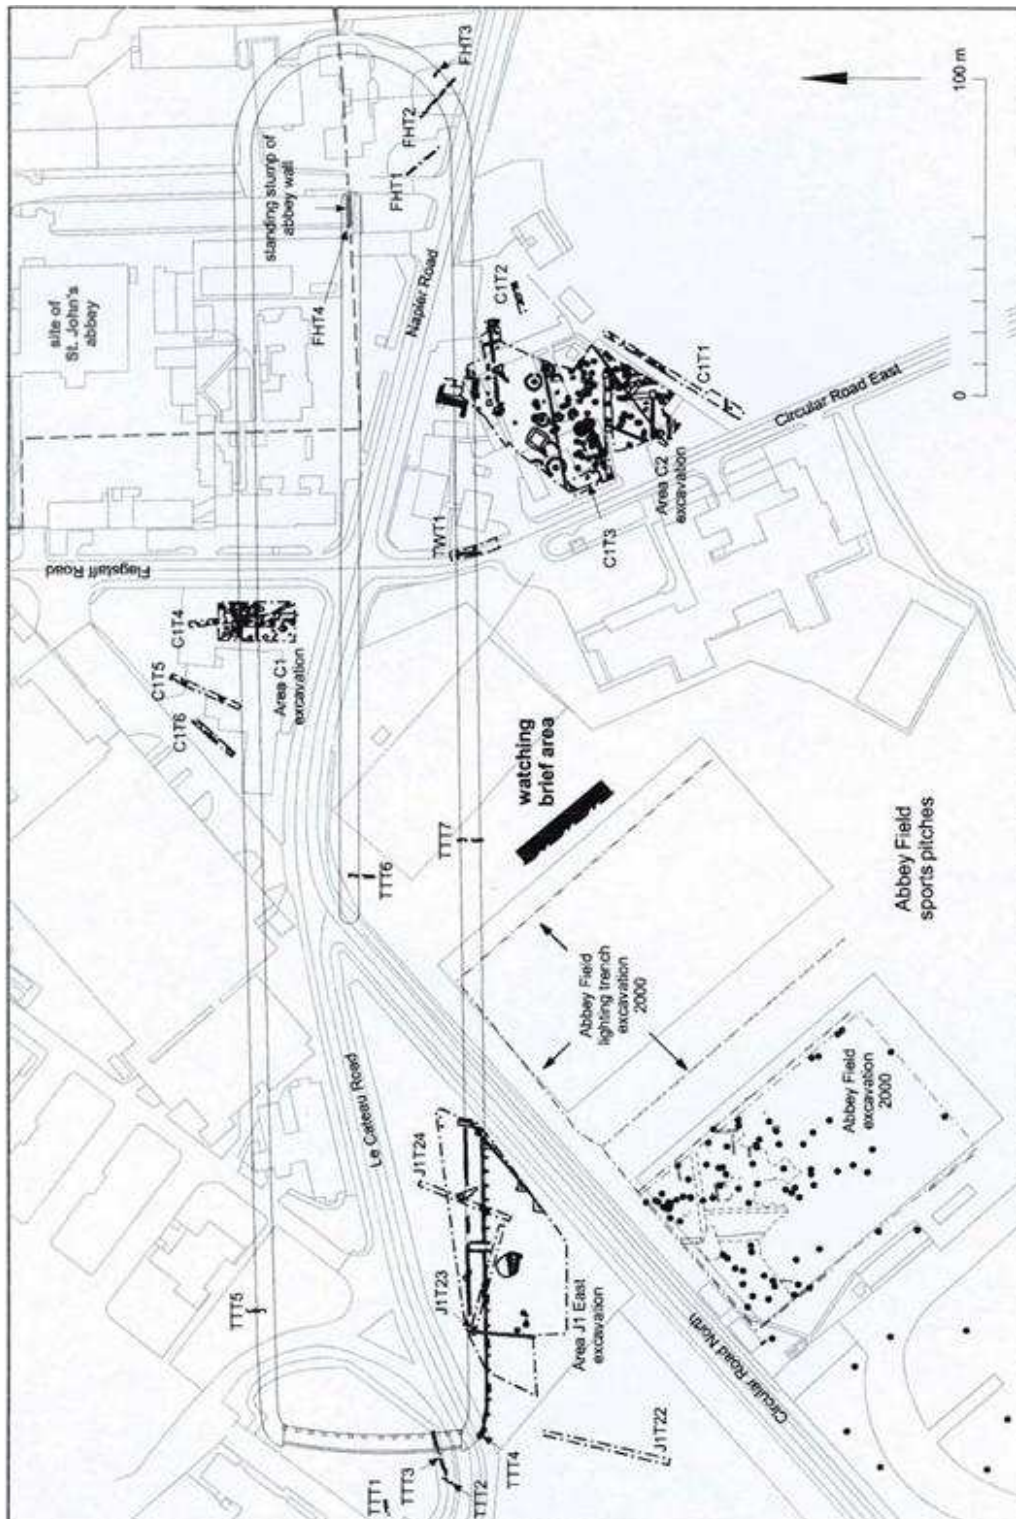 site of
St. John's
abbey
standing stump of
abbey wall
FHT3
FHT2
FHT1
FHT4
Napier Road
Flagstaff Road
C1T2
C1T1
Circular Road East
Area C2
excavation
C1T3
TWT1
C1T4
C1T5
C1T6
Area C1
excavation
watching
brief area
TTT7
TTT6
Abbey Field
sports pitches
Abbey Field
lighting trench
excavation
2000
Abbey Field
excavation
2000
Le Cateau Road
J1T24
J1T23
Area J1 East
excavation
Circular Road North
J1T22
TTT5
TTT4
TTT3
TTT2
TTT1
0
100 m